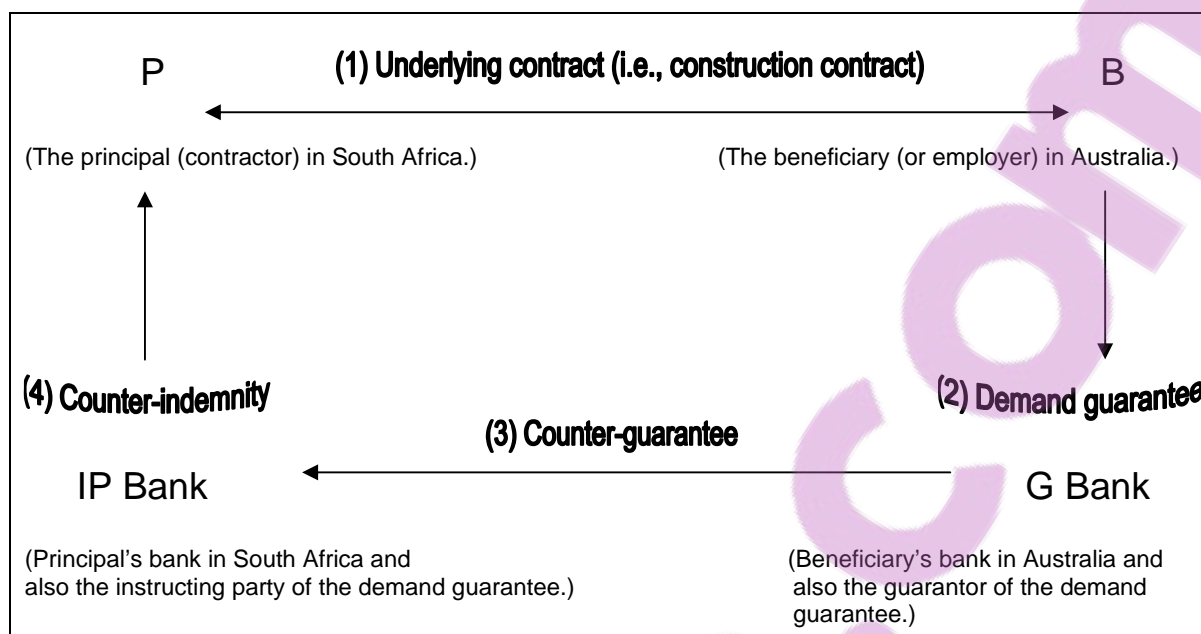 P
(1) Underlying contract (i.e., construction contract)
B
(The principal (contractor) in South Africa.)
(The beneficiary (or employer) in Australia.)
(4) Counter-indemnity
(2) Demand guarantee
(3) Counter-guarantee
IP Bank
G Bank
(Principal's bank in South Africa and
also the instructing party of the demand guarantee.)
(Beneficiary's bank in Australia and
also the guarantor of the demand
guarantee.)
.com